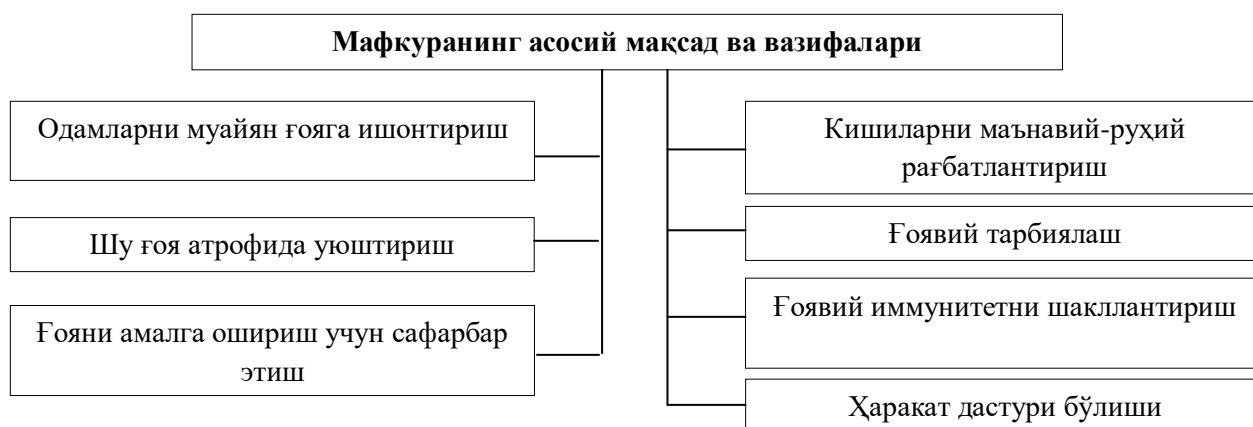 Мафкуранинг асосий мақсад ва вазифалари
Одамларни муайян ғояга ишонтириш
Шу ғоя атрофида уюштириш
Ғояни амалга ошириш учун сафарбар
этиш
Кишиларни маънавий-руҳий
рағбатлантириш
Ғоявий тарбиялаш
Ғоявий иммунитетни шакллантириш
Ҳаракат дастури бўлиши